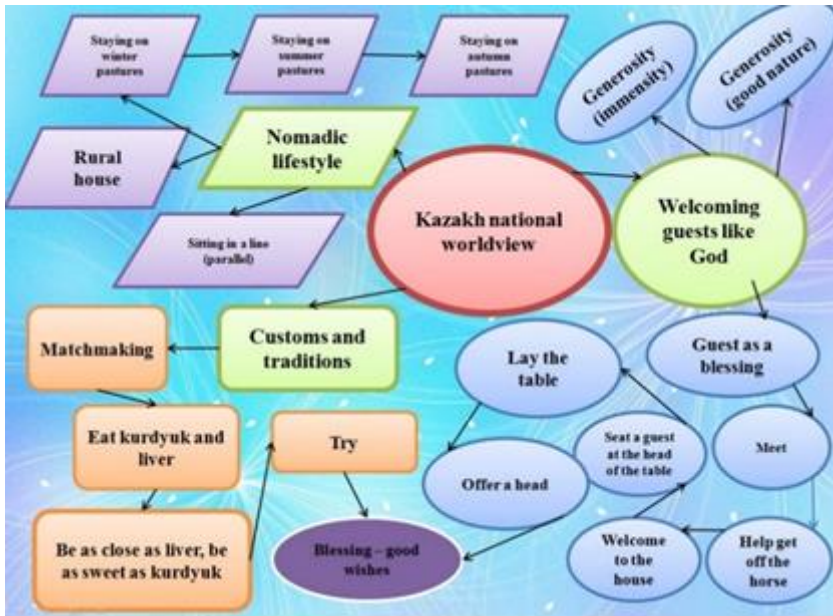 Staying on
winter
pastures
Staying on
summer
pastures
Staying on
autumn
pastures
Generosity
(immensity)
Generosity
(good nature)
Rural
house
Nomadic
lifestyle
Sitting in a line
(parallel)
Kazakh national
worldview
Welcoming
guests like
God
Matchmaking
Customs and
traditions
Lay the
table
Guest as a
blessing
Eat kurdyuk and
liver
Try
Offer a head
Seat a guest
at the head
of the table
Meet
Be as close as liver, be
as sweet as kurdyuk
Blessing – good
wishes
Welcome
to the
house
Help get
off the
horse